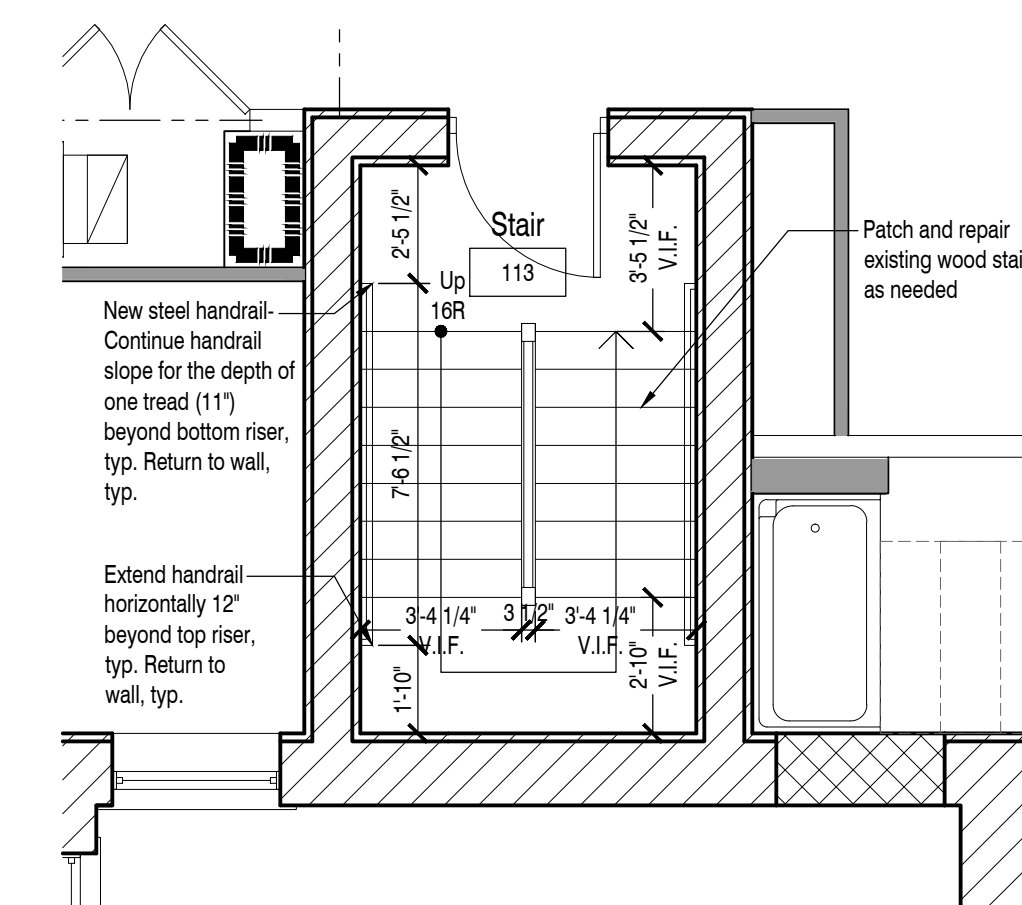 Stair
113
Up
16R
2'-5 1/2"
3'-5 1/2"
V.I.F.
Patch and repair
existing wood stai
as needed
New steel handrail-
Continue handrail
slope for the depth of
one tread (11")
beyond bottom riser,
typ. Return to wall,
typ.
7'-6 1/2"
Extend handrail
horizontally 12"
beyond top riser,
typ. Return to
wall, typ.
3'-4 1/4"
V.I.F.
3 1/2"
3'-4 1/4"
V.I.F.
1'-10"
2'-10"
V.I.F.